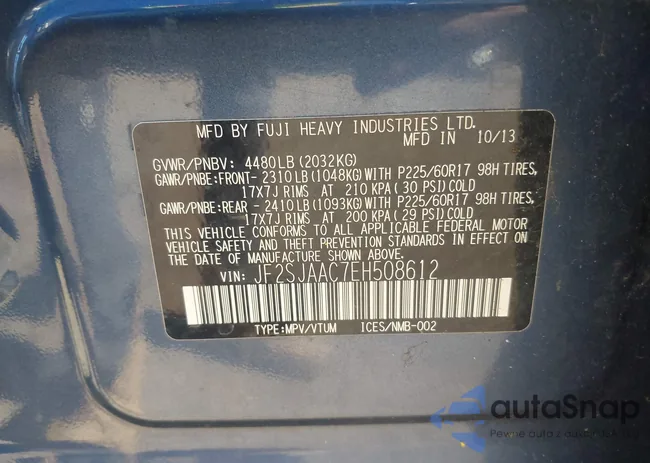 MFD BY FUJI HEAVY INDUSTRIES LTD.
MFD IN 10/13
GVWR/PNBV: 4480LB (2032KG)
GAWR/PNBE:FRONT- 2310LB (1048KG) WITH P225/60R17 98H TIRES,
17X7J RIMS AT 210 KPA (30 PSI) COLD
GAWR/PNBE:REAR - 2410LB (1093KG) WITH P225/60R17 98H TIRES,
17X7J RIMS AT 200 KPA (29 PSI) COLD
THIS VEHICLE CONFORMS TO ALL APPLICABLE FEDERAL MOTOR
VEHICLE SAFETY AND THEFT PREVENTION STANDARDS IN EFFECT ON
THE DATE OF MANUFACTURE SHOWN ABOVE.
VIN: JF2SJAAC7EH508612
TYPE:MPV/VTUM ICES/NMB-002
autaSnap
Pewne auta z